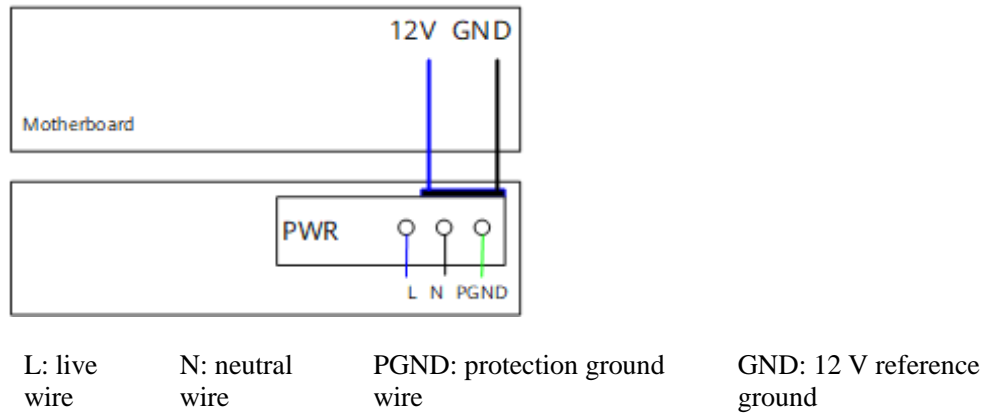 12V GND
Motherboard
PWR
L N PGND
L: live wire
N: neutral wire
PGND: protection ground wire
GND: 12 V reference ground